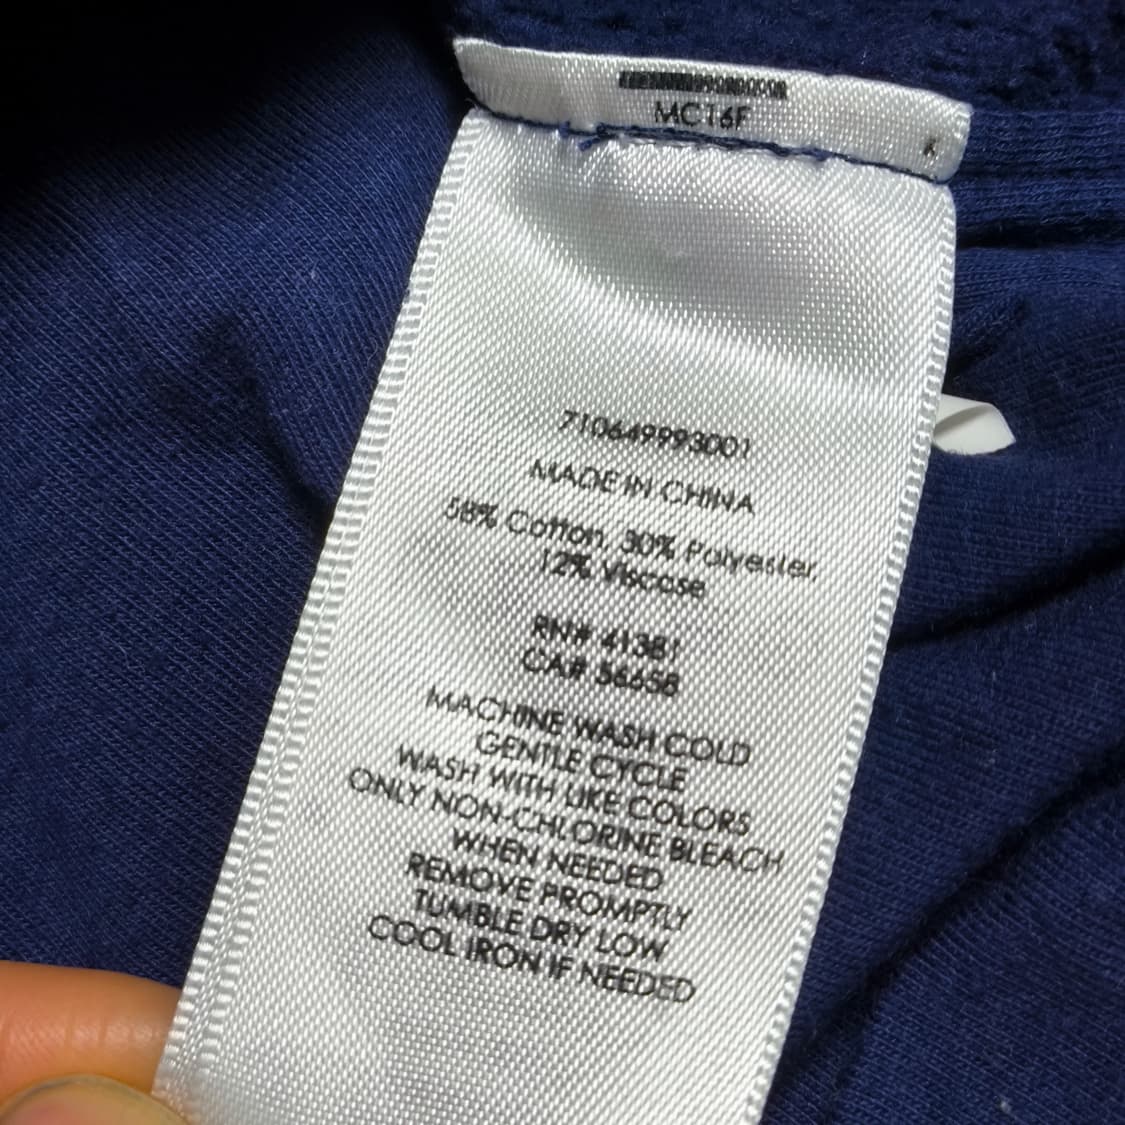 MC16F
710649993001
MADE IN CHINA
58% Cotton, 30% Polyester,
12% Viscose
RN# 41381
CA# 56658
MACHINE WASH COLD
GENTLE CYCLE
WASH WITH LIKE COLORS
ONLY NON-CHLORINE BLEACH
WHEN NEEDED
REMOVE PROMPTLY
TUMBLE DRY LOW
COOL IRON IF NEEDED